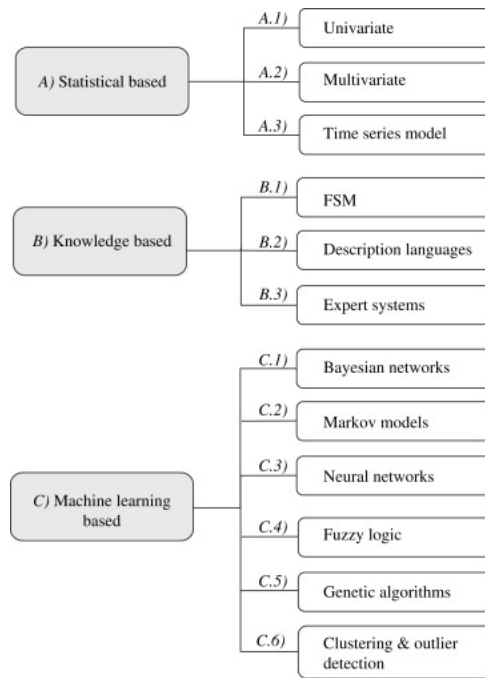 A) Statistical based
A.1)
Univariate
A.2)
Multivariate
A.3)
Time series model
B) Knowledge based
B.1)
FSM
B.2)
Description languages
B.3)
Expert systems
C) Machine learning
based
C.1)
Bayesian networks
C.2)
Markov models
C.3)
Neural networks
C.4)
Fuzzy logic
C.5)
Genetic algorithms
C.6)
Clustering & outlier
detection